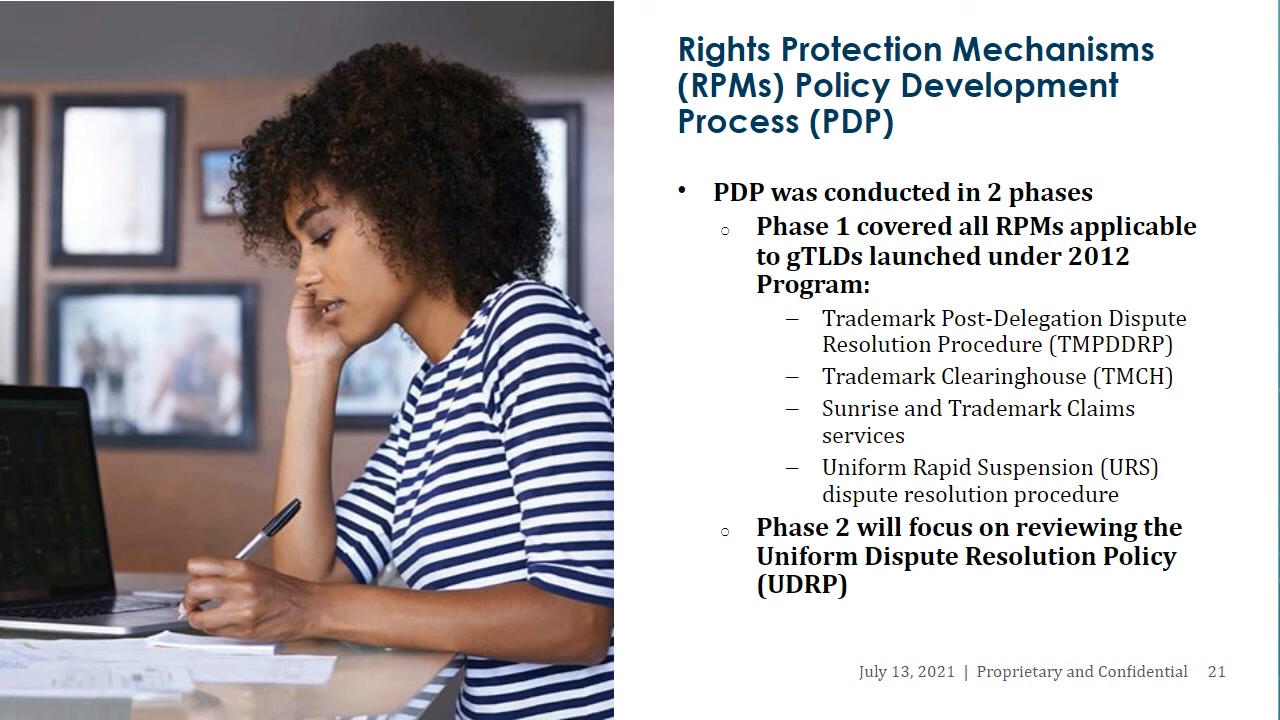 Rights Protection Mechanisms
(RPMs) Policy Development
Process (PDP)
• PDP was conducted in 2 phases
○ Phase 1 covered all RPMs applicable
to gTLDs launched under 2012
Program:
– Trademark Post-Delegation Dispute
Resolution Procedure (TMPDDRP)
– Trademark Clearinghouse (TMCH)
– Sunrise and Trademark Claims
services
– Uniform Rapid Suspension (URS)
dispute resolution procedure
○ Phase 2 will focus on reviewing the
Uniform Dispute Resolution Policy
(UDRP)
July 13, 2021 | Proprietary and Confidential 21